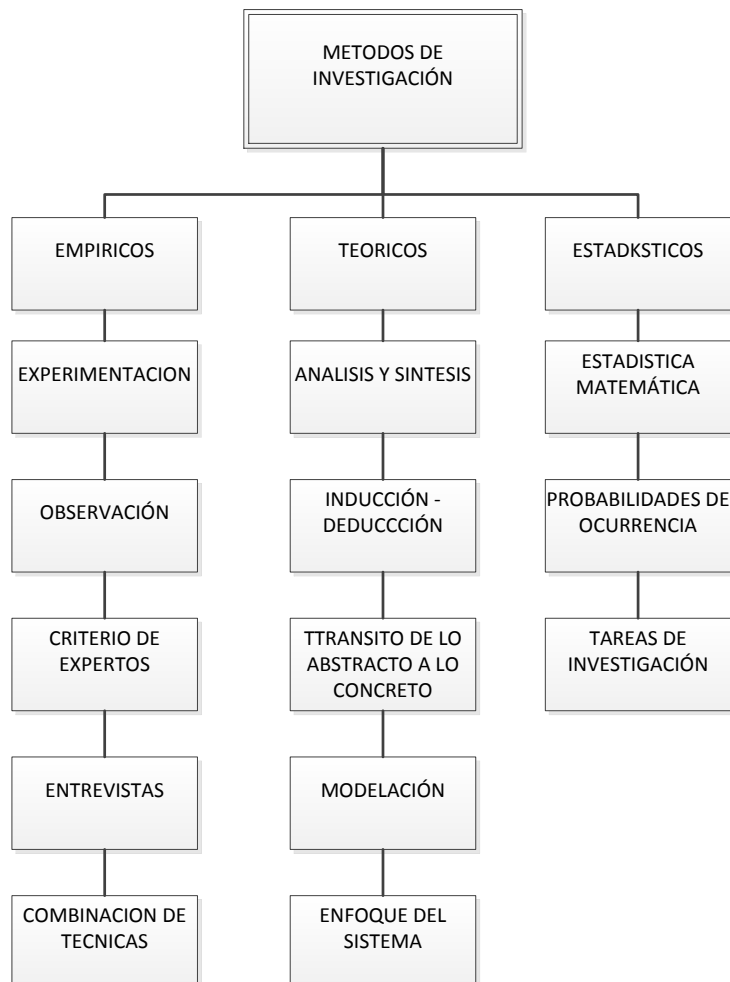 METODOS DE
INVESTIGACIÓN
EMPIRICOS
TEORICOS
ESTADKSTICOS
EXPERIMENTACION
ANALISIS Y SINTESIS
ESTADISTICA
MATEMÁTICA
OBSERVACIÓN
INDUCCIÓN -
DEDUCCCIÓN
PROBABILIDADES DE
OCURRENCIA
CRITERIO DE
EXPERTOS
TTRANSITO DE LO
ABSTRACTO A LO
CONCRETO
TAREAS DE
INVESTIGACIÓN
ENTREVISTAS
MODELACIÓN
COMBINACION DE
TECNICAS
ENFOQUE DEL
SISTEMA